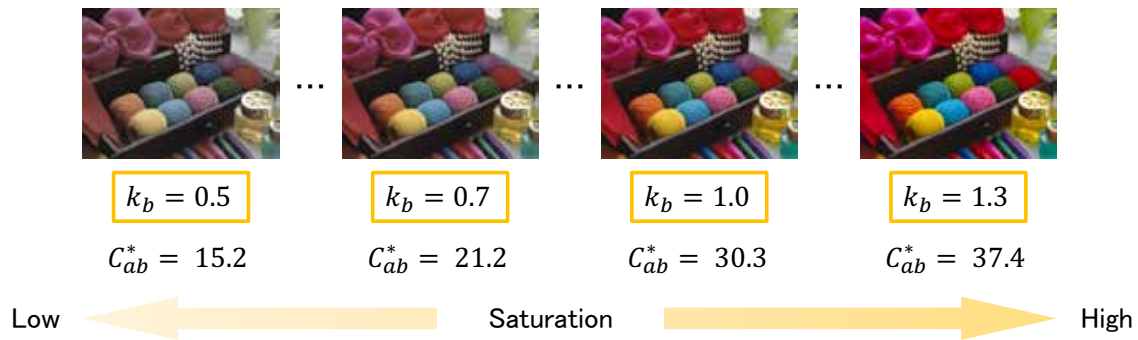 ... ... ...
k_b = 0.5 k_b = 0.7 k_b = 1.0 k_b = 1.3
C*_ab = 15.2 C*_ab = 21.2 C*_ab = 30.3 C*_ab = 37.4
Low Saturation High